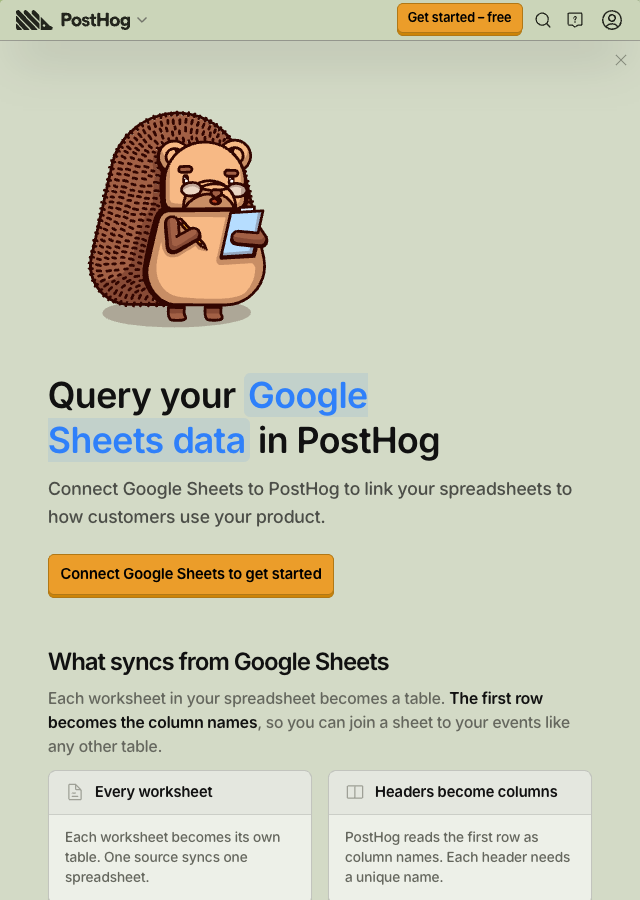 PostHog
Get started – free
Query your Google
Sheets data in PostHog
Connect Google Sheets to PostHog to link your spreadsheets to
how customers use your product.
Connect Google Sheets to get started
What syncs from Google Sheets
Each worksheet in your spreadsheet becomes a table. The first row
becomes the column names, so you can join a sheet to your events like
any other table.
Every worksheet
Each worksheet becomes its own
table. One source syncs one
spreadsheet.
Headers become columns
PostHog reads the first row as
column names. Each header needs
a unique name.